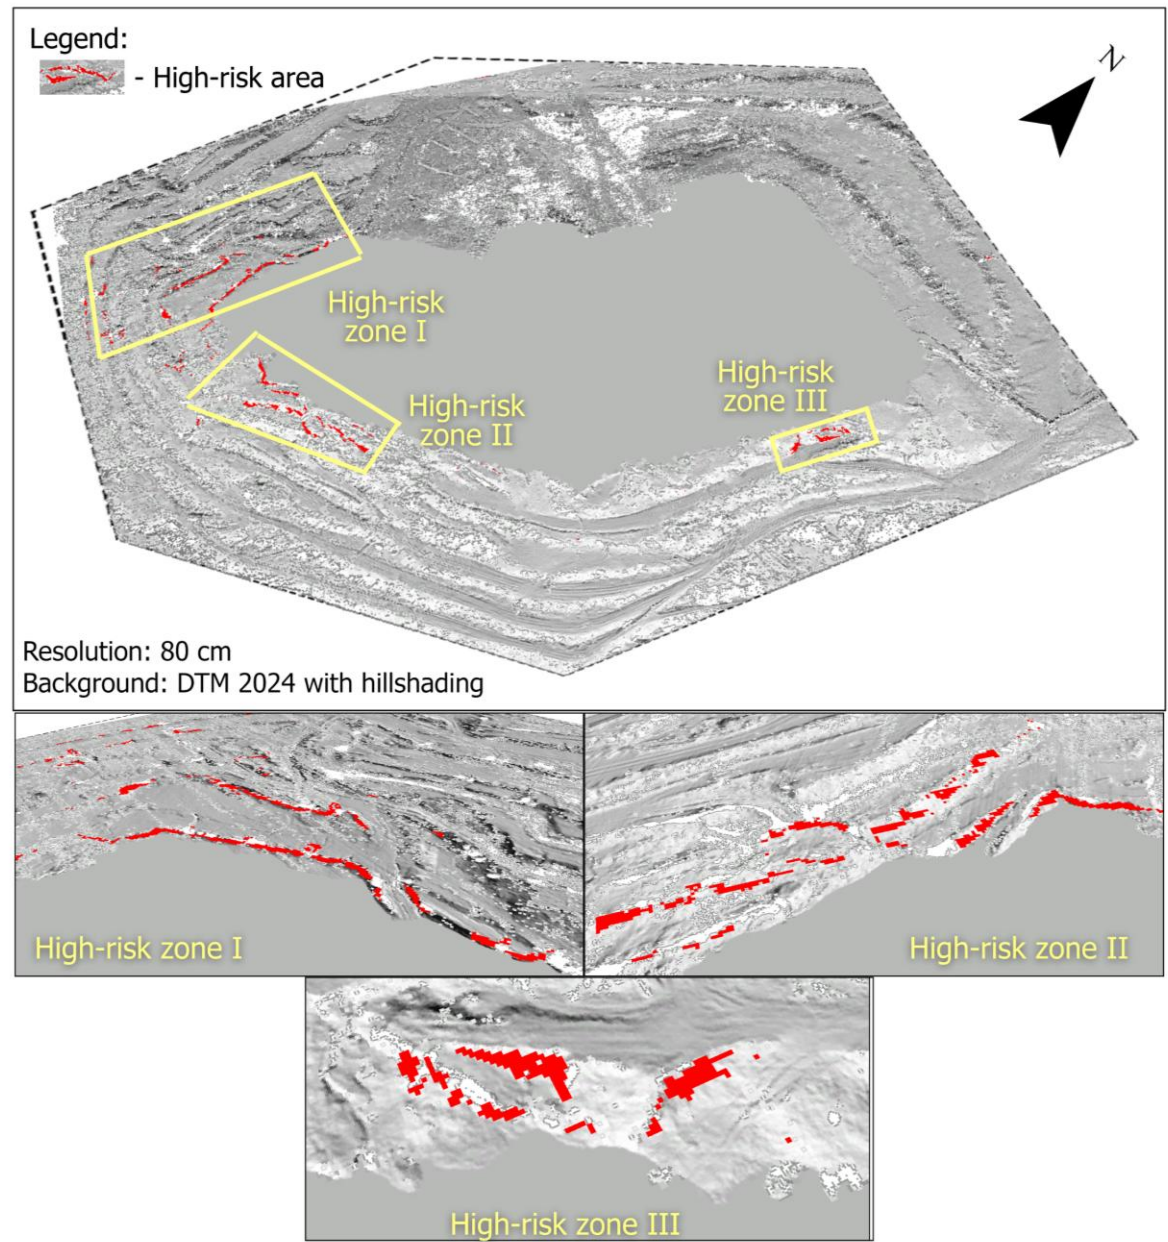 Legend:
- High-risk area
N
High-risk
zone I
High-risk
zone II
High-risk
zone III
Resolution: 80 cm
Background: DTM 2024 with hillshading
High-risk zone I
High-risk zone II
High-risk zone III